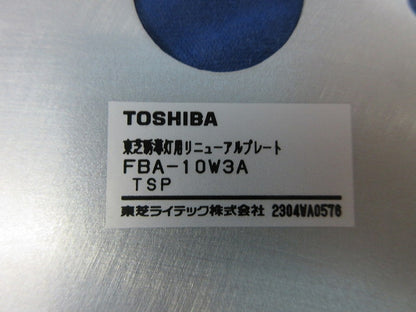 TOSHIBA
東芝誘導灯用リニューアルプレート
FBA-10W3A
TSP
東芝ライテック株式会社 2304WA0576